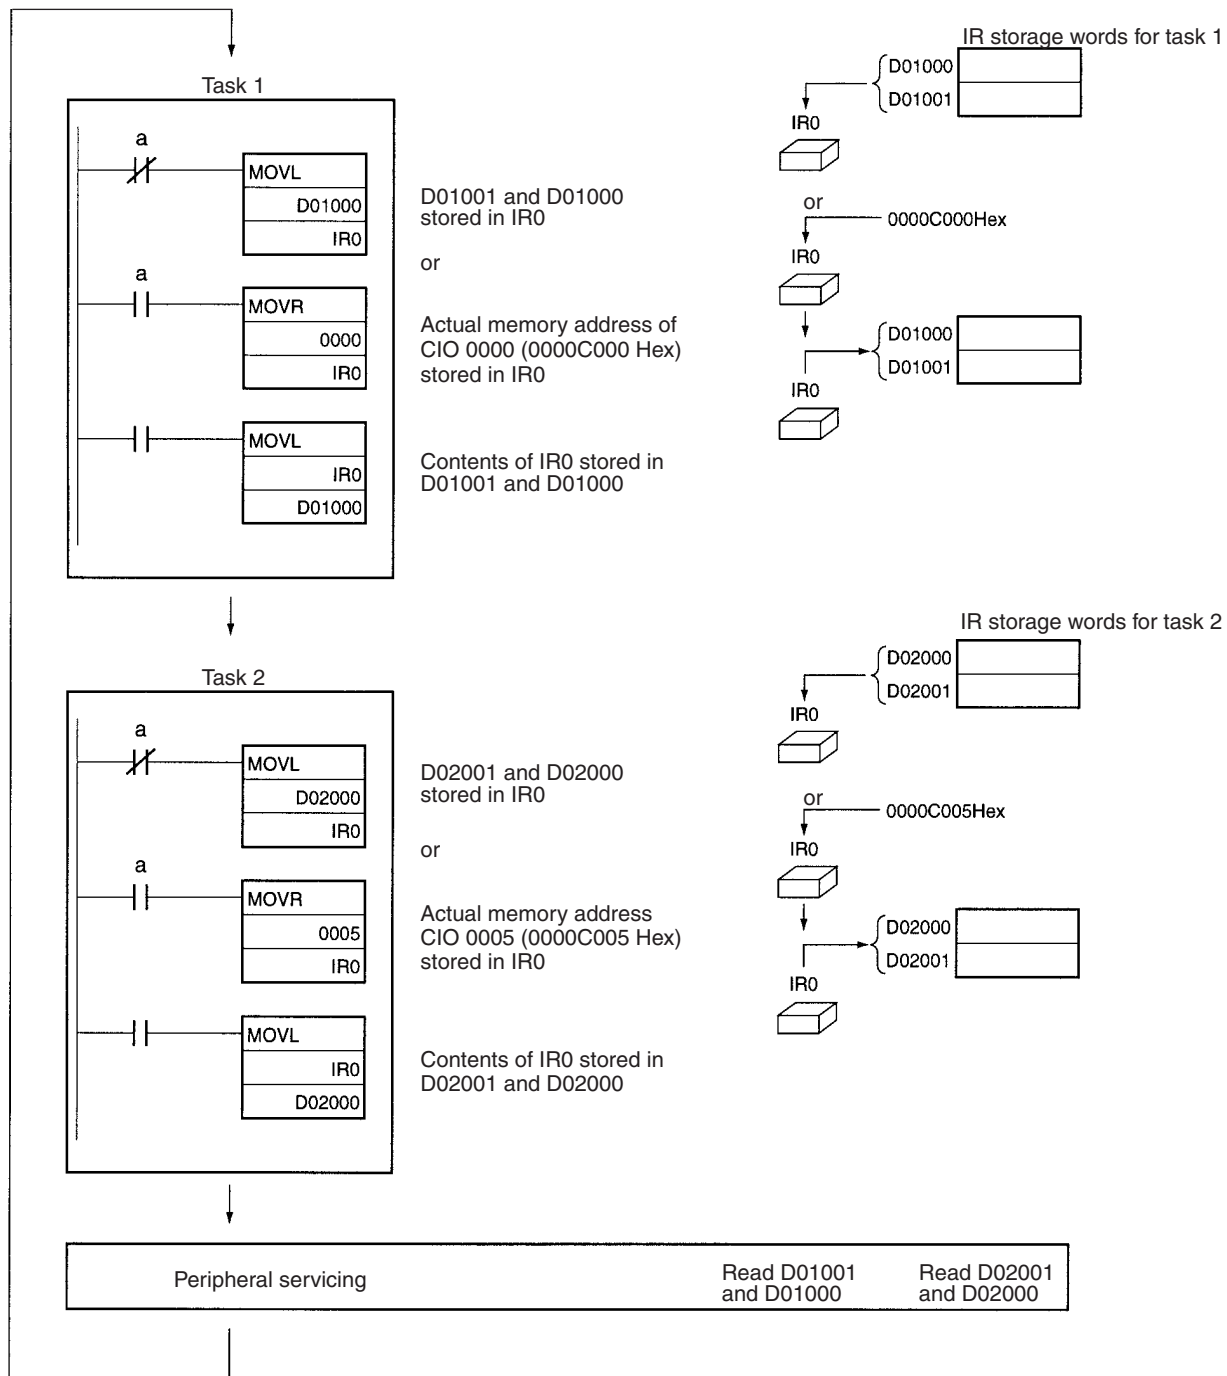 Task 1
a
MOVL
D01000
IR0
D01001 and D01000
stored in IR0
or
a
MOVR
0000
IR0
Actual memory address of
CIO 0000 (0000C000 Hex)
stored in IR0
MOVL
IR0
D01000
Contents of IR0 stored in
D01001 and D01000
IR storage words for task 1
D01000
D01001
IR0
or
0000C000Hex
IR0
D01000
D01001
IR0
Task 2
a
MOVL
D02000
IR0
D02001 and D02000
stored in IR0
or
a
MOVR
0005
IR0
Actual memory address
CIO 0005 (0000C005 Hex)
stored in IR0
MOVL
IR0
D02000
Contents of IR0 stored in
D02001 and D02000
IR storage words for task 2
D02000
D02001
IR0
or
0000C005Hex
IR0
D02000
D02001
IR0
Peripheral servicing
Read D01001
and D01000
Read D02001
and D02000